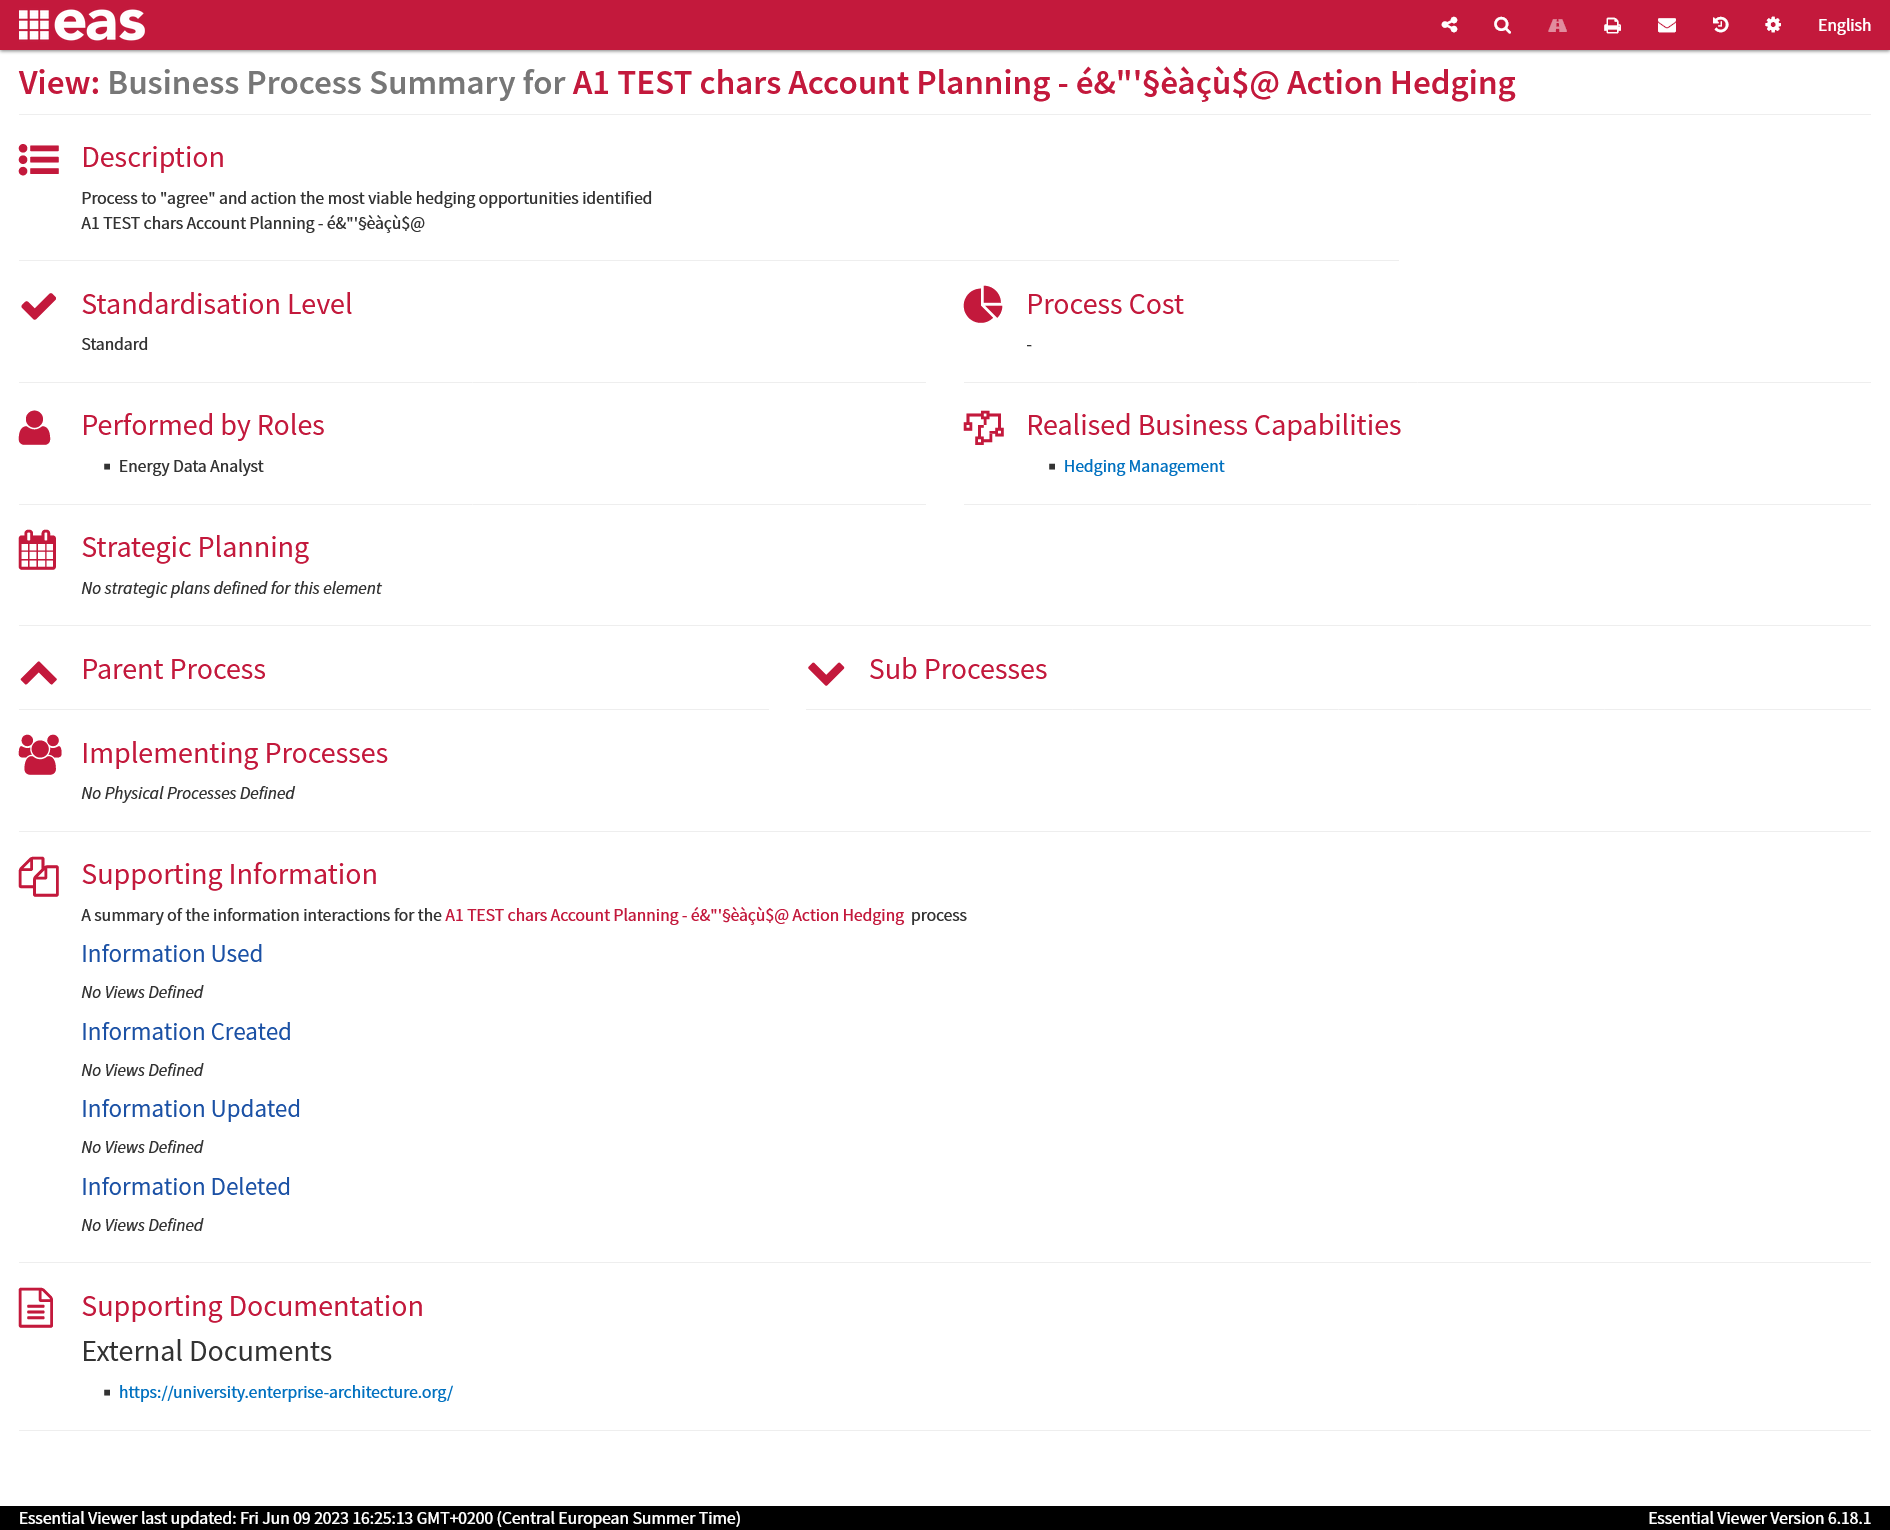 eas
English
View: Business Process Summary for A1 TEST chars Account Planning - é&"'§èàçù$@ Action Hedging
Description
Process to "agree" and action the most viable hedging opportunities identified
A1 TEST chars Account Planning - é&"'§èàçù$@
Standardisation Level
Standard
Process Cost
-
Performed by Roles
Energy Data Analyst
Realised Business Capabilities
Hedging Management
Strategic Planning
No strategic plans defined for this element
Parent Process
Sub Processes
Implementing Processes
No Physical Processes Defined
Supporting Information
A summary of the information interactions for the A1 TEST chars Account Planning - é&"'§èàçù$@ Action Hedging process
Information Used
No Views Defined
Information Created
No Views Defined
Information Updated
No Views Defined
Information Deleted
No Views Defined
Supporting Documentation
External Documents
https://university.enterprise-architecture.org/
Essential Viewer last updated: Fri Jun 09 2023 16:25:13 GMT+0200 (Central European Summer Time)
Essential Viewer Version 6.18.1